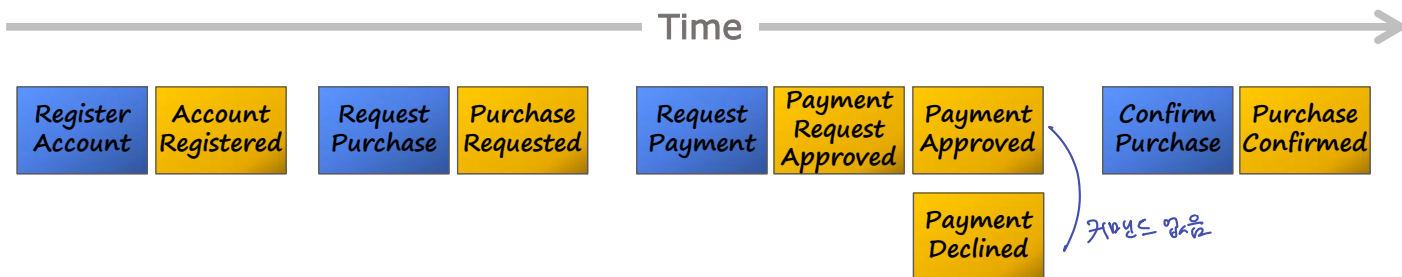 Time
Register
Account
Account
Registered
Request
Purchase
Purchase
Requested
Request
Payment
Payment
Request
Approved
Payment
Approved
Confirm
Purchase
Purchase
Confirmed
Payment
Declined
커맨드 없음